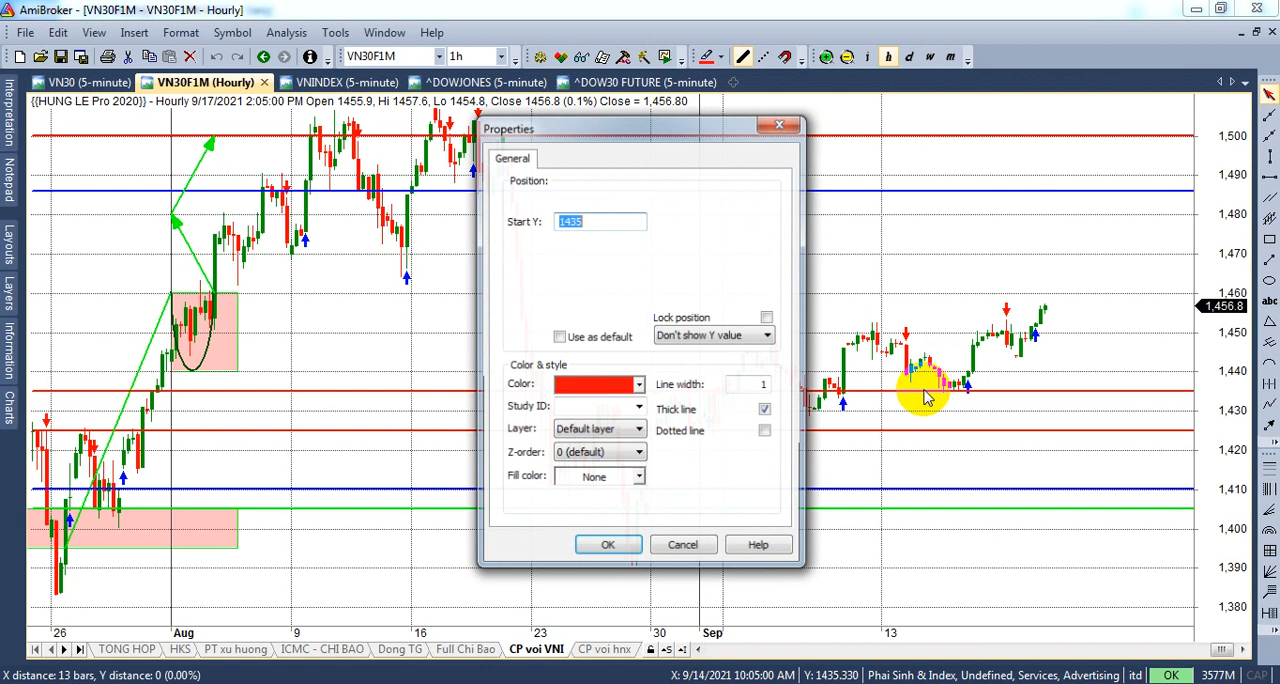 AmiBroker - [VN30F1M - VN30F1M - Hourly]
File Edit View Insert Format Symbol Analysis Tools Window Help
VN30F1M 1h i h d w m
VN30 (5-minute) VN30F1M (Hourly) VNINDEX (5-minute) ^DOWJONES (5-minute) ^DOW30 FUTURE (5-minute)
{{HUNG LE Pro 2020}} - Hourly 9/17/2021 2:05:00 PM Open 1455.9, Hi 1457.6, Lo 1454.8, Close 1456.8 (0.1%) Close = 1,456.80
Interpretation
Notepad
Layouts
Layers
Information
Charts
Properties
General
Position:
Start Y: 1435
Lock position
Use as default Don't show Y value
Color & style
Color: Line width: 1
Study ID: Thick line
Layer: Default layer Dotted line
Z-order: 0 (default)
Fill color: None
OK Cancel Help
abc
1,500
1,490
1,480
1,470
1,460
1,456.8
1,450
1,440
1,430
1,420
1,410
1,400
1,390
1,380
26 Aug 9 16 23 30 Sep 13
TONG HOP HKS PT xu huong ICMC - CHI BAO Dong TG Full Chi Bao CP voi VNI CP voi hnx
X distance: 13 bars, Y distance: 0 (0.00%) X: 9/14/2021 10:05:00 AM Y: 1435.330 Phai Sinh & Index, Undefined, Services, Advertising itd OK 3577M CAP